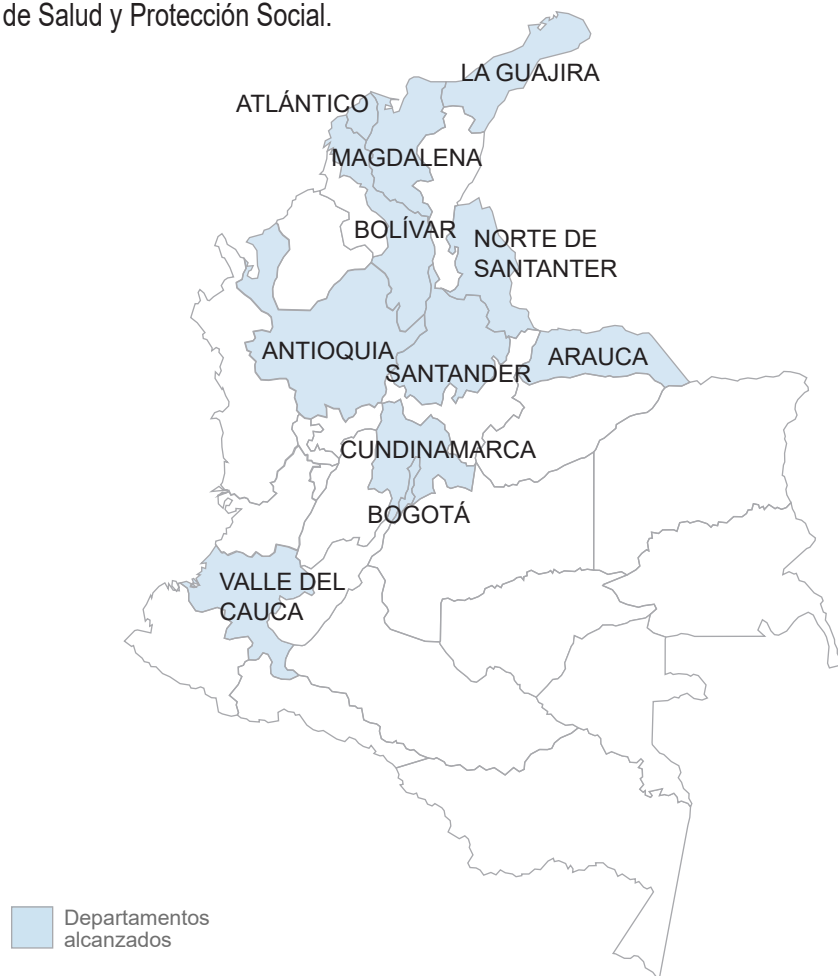 de Salud y Protección Social.
LA GUAJIRA
ATLÁNTICO
MAGDALENA
BOLÍVAR
NORTE DE
SANTANTER
ANTIOQUIA
ARAUCA
SANTANDER
CUNDINAMARCA
BOGOTÁ
VALLE DEL
CAUCA
Departamentos
alcanzados